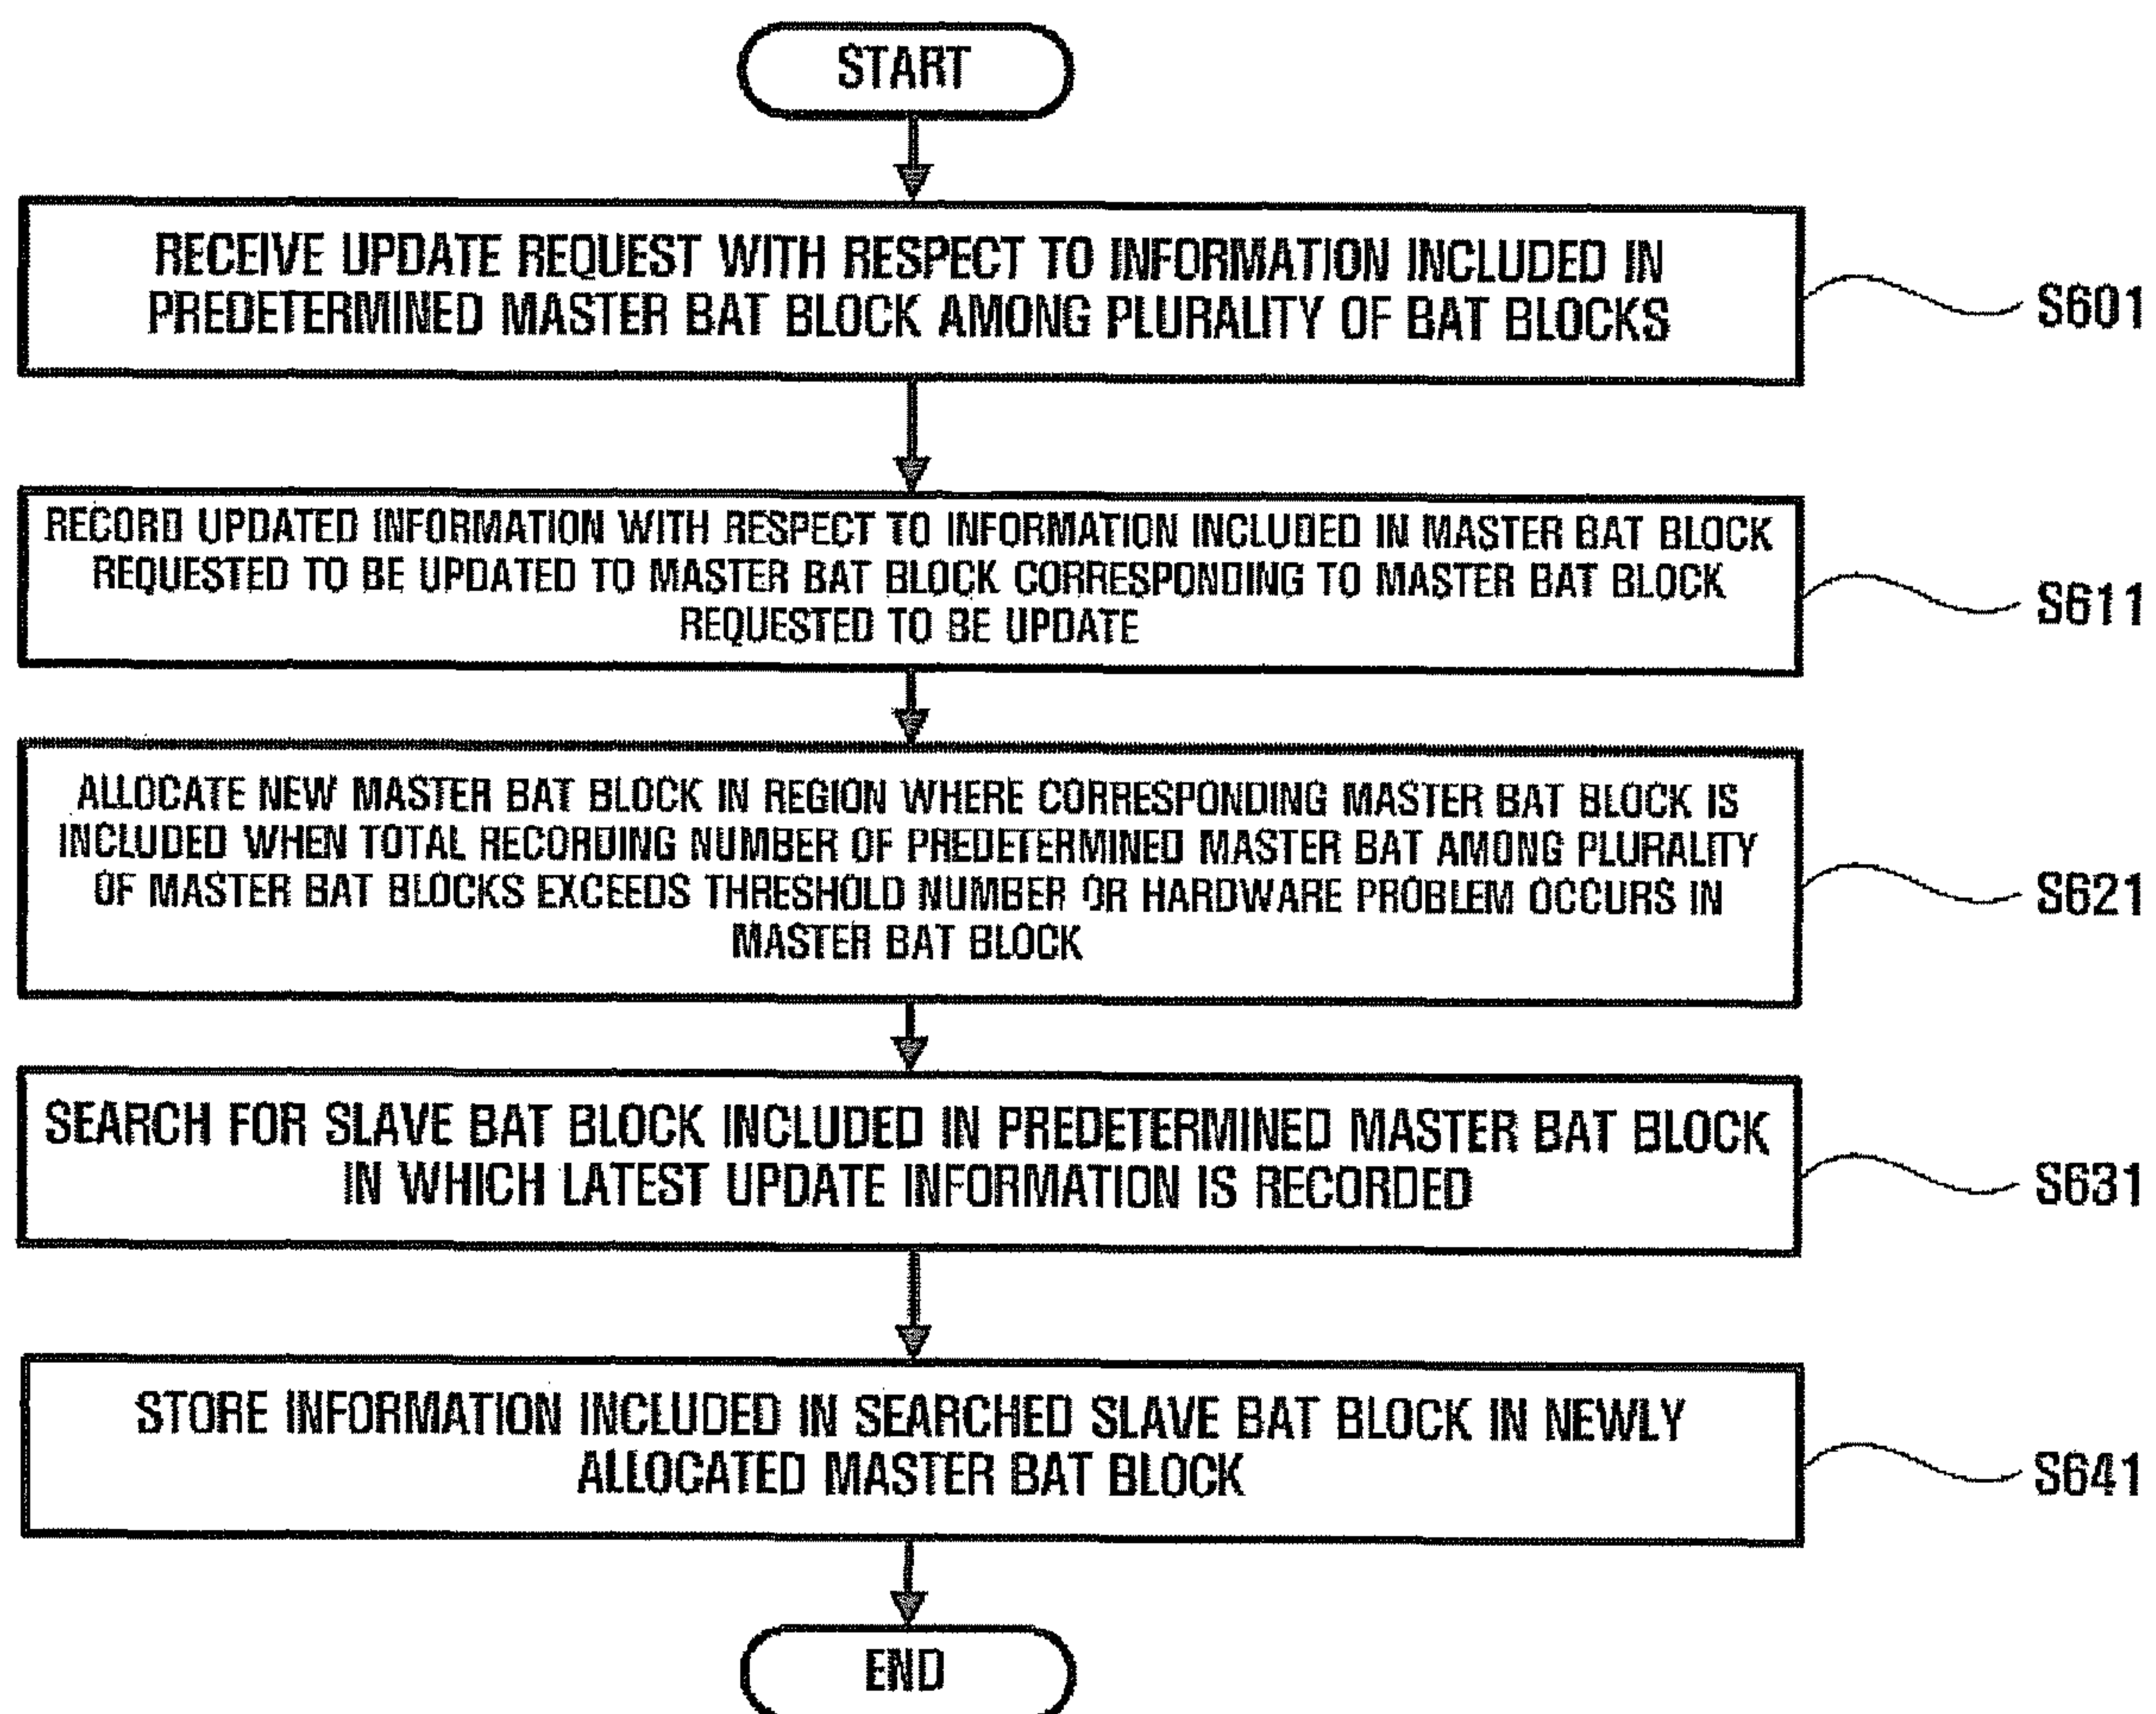 START
RECEIVE UPDATE REQUEST WITH RESPECT TO INFORMATION INCLUDED IN
PREDETERMINED MASTER BAT BLOCK AMONG PLURALITY OF BAT BLOCKS
S601
RECORD UPDATED INFORMATION WITH RESPECT TO INFORMATION INCLUDED IN MASTER BAT BLOCK
REQUESTED TO BE UPDATED TO MASTER BAT BLOCK CORRESPONDING TO MASTER BAT BLOCK
REQUESTED TO BE UPDATE
S611
ALLOCATE NEW MASTER BAT BLOCK IN REGION WHERE CORRESPONDING MASTER BAT BLOCK IS
INCLUDED WHEN TOTAL RECORDING NUMBER OF PREDETERMINED MASTER BAT AMONG PLURALITY
OF MASTER BAT BLOCKS EXCEEDS THRESHOLD NUMBER OR HARDWARE PROBLEM OCCURS IN
MASTER BAT BLOCK
S621
SEARCH FOR SLAVE BAT BLOCK INCLUDED IN PREDETERMINED MASTER BAT BLOCK
IN WHICH LATEST UPDATE INFORMATION IS RECORDED
S631
STORE INFORMATION INCLUDED IN SEARCHED SLAVE BAT BLOCK IN NEWLY
ALLOCATED MASTER BAT BLOCK
S641
END